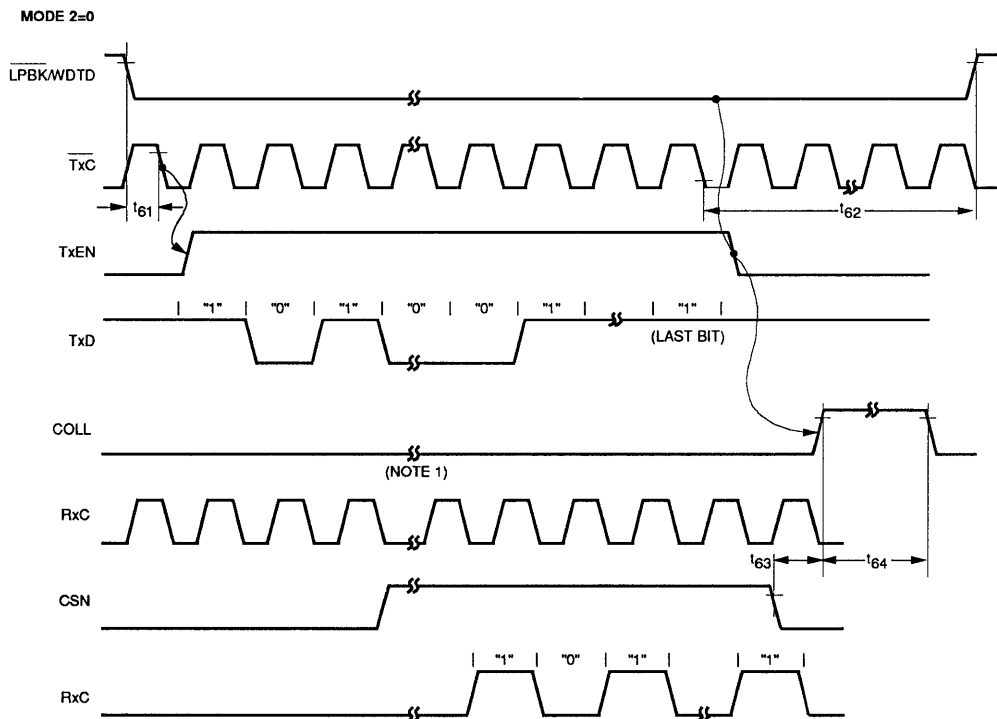 MODE 2=0
LPBK/WDTD
TxC
t61
t62
TxEN
"1" "0" "1" "0" "0" "1" "1"
TxD
(LAST BIT)
COLL
(NOTE 1)
RxC
t63 t64
CSN
"1" "0" "1" "1"
RxC